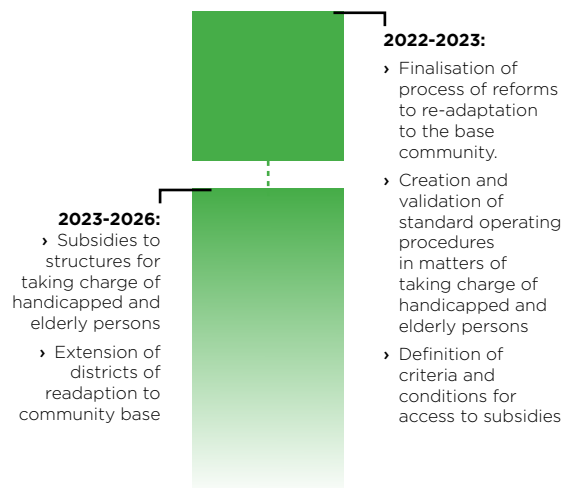 2022-2023:
› Finalisation of
process of reforms
to re-adaptation
to the base
community.
› Creation and
validation of
standard operating
procedures
in matters of
taking charge of
handicapped and
elderly persons
› Definition of
criteria and
conditions for
access to subsidies
2023-2026:
› Subsidies to
structures for
taking charge of
handicapped and
elderly persons
› Extension of
districts of
readaption to
community base